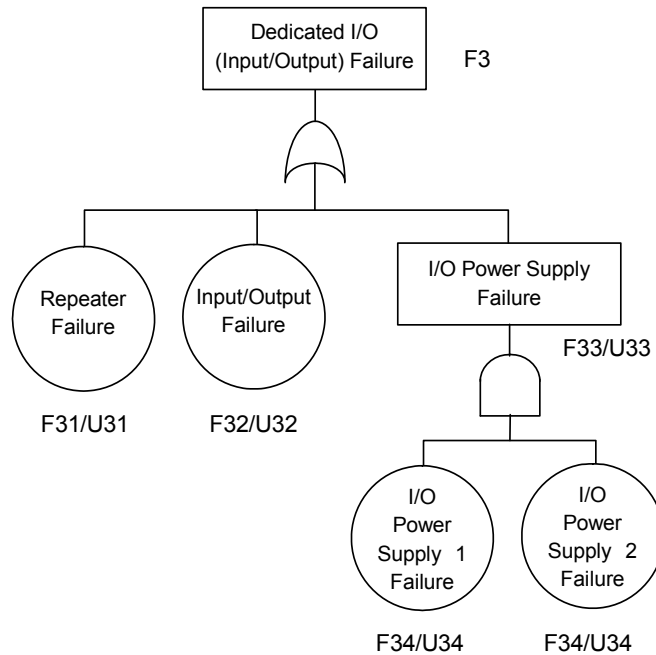 Dedicated I/O
(Input/Output) Failure
F3
Repeater
Failure
Input/Output
Failure
I/O Power Supply
Failure
F33/U33
F31/U31
F32/U32
I/O
Power
Supply 1
Failure
I/O
Power
Supply 2
Failure
F34/U34
F34/U34